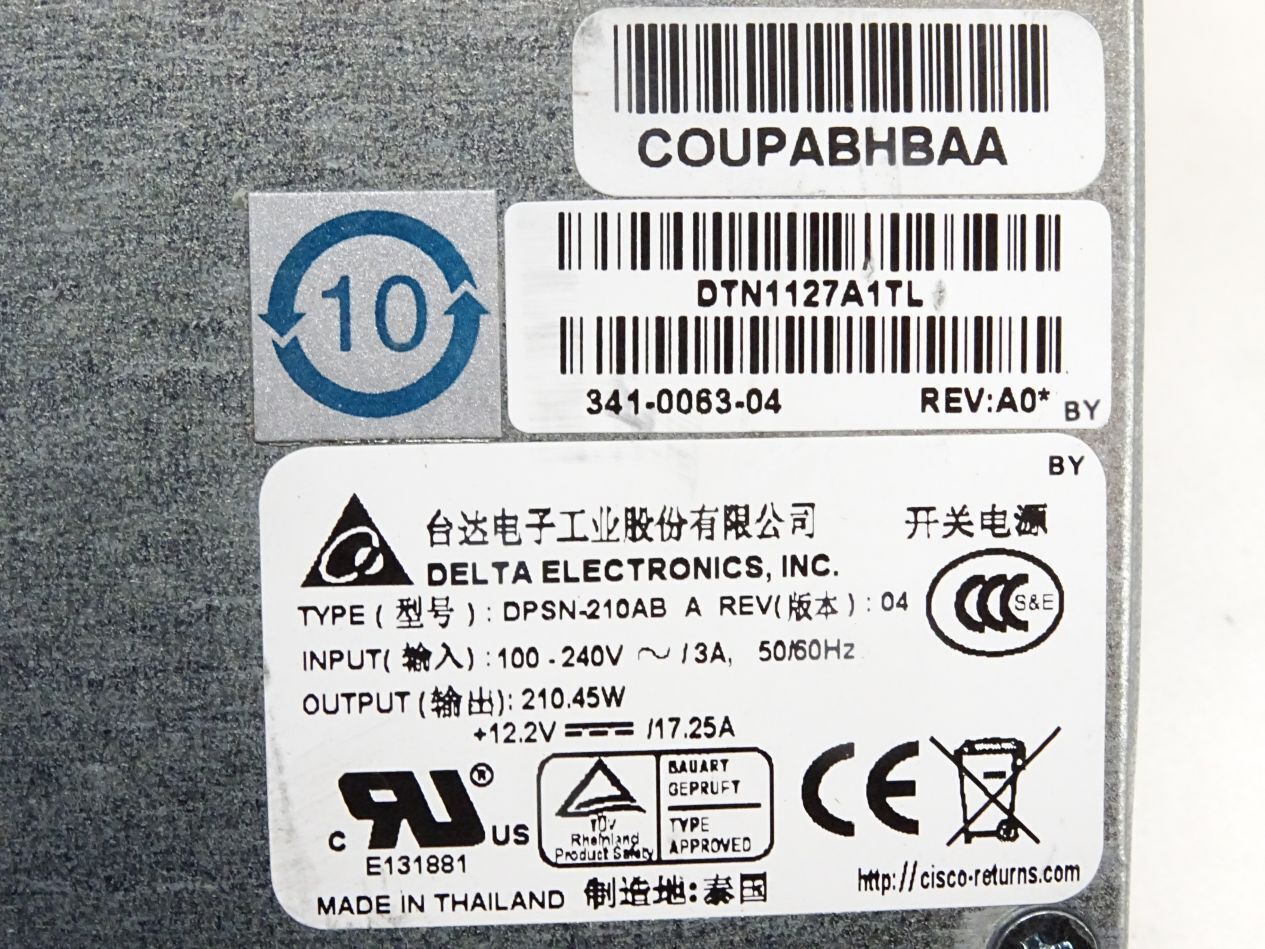 COUPABHBAA
10
DTN1127A1TL
341-0063-04 REV:A0* BY
BY
台达电子工业股份有限公司 开关电源
DELTA ELECTRONICS, INC.
TYPE (型号) : DPSN-210AB A REV(版本) : 04
CCC S&E
INPUT(输入) : 100 - 240V ～ / 3A, 50/60Hz
OUTPUT (输出): 210.45W
+12.2V ⎓ /17.25A
C UR ® US
E131881
TÜV
Rheinland
Product Safety
BAUART
GEPRUFT
TYPE
APPROVED
CE
http://cisco-returns.com
MADE IN THAILAND 制造地:泰国